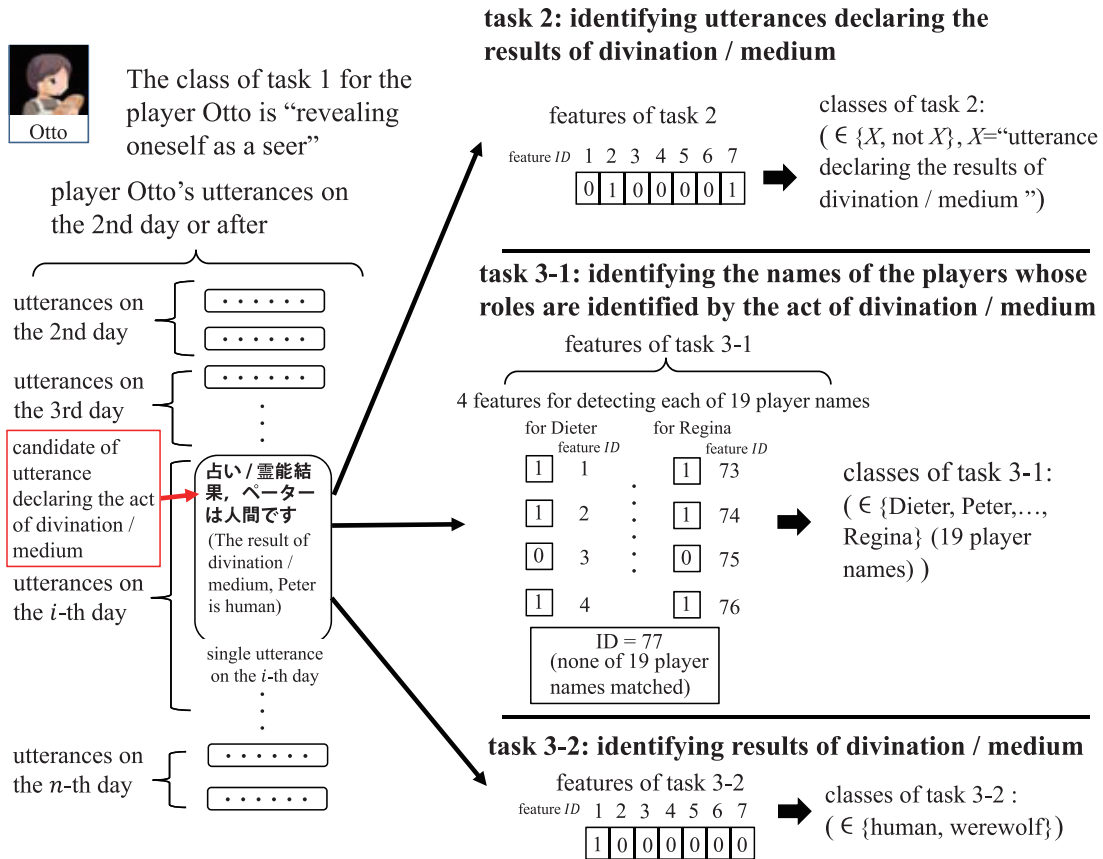 Otto
The class of task 1 for the
player Otto is “revealing
oneself as a seer”
player Otto’s utterances on
the 2nd day or after
utterances on
the 2nd day
· · · · · ·
· · · · · ·
utterances on
the 3rd day
· · · · · ·
candidate of
utterance
declaring the act
of divination /
medium
占い / 霊能結
果，ペーター
は人間です
(The result of
divination /
medium, Peter
is human)
utterances on
the i-th day
single utterance
on the i-th day
utterances on
the n-th day
· · · · · ·
· · · · · ·
task 2: identifying utterances declaring the
results of divination / medium
features of task 2
feature ID 1 2 3 4 5 6 7
0 1 0 0 0 0 1
classes of task 2:
( ∈ {X, not X}, X=“utterance
declaring the results of
divination / medium ”)
task 3-1: identifying the names of the players whose
roles are identified by the act of divination / medium
features of task 3-1
4 features for detecting each of 19 player names
for Dieter for Regina
feature ID feature ID
1 1 1 73
1 2 1 74
0 3 0 75
1 4 1 76
ID = 77
(none of 19 player
names matched)
classes of task 3-1:
( ∈ {Dieter, Peter,…,
Regina} (19 player
names) )
task 3-2: identifying results of divination / medium
features of task 3-2
feature ID 1 2 3 4 5 6 7
1 0 0 0 0 0 0
classes of task 3-2 :
( ∈ {human, werewolf})